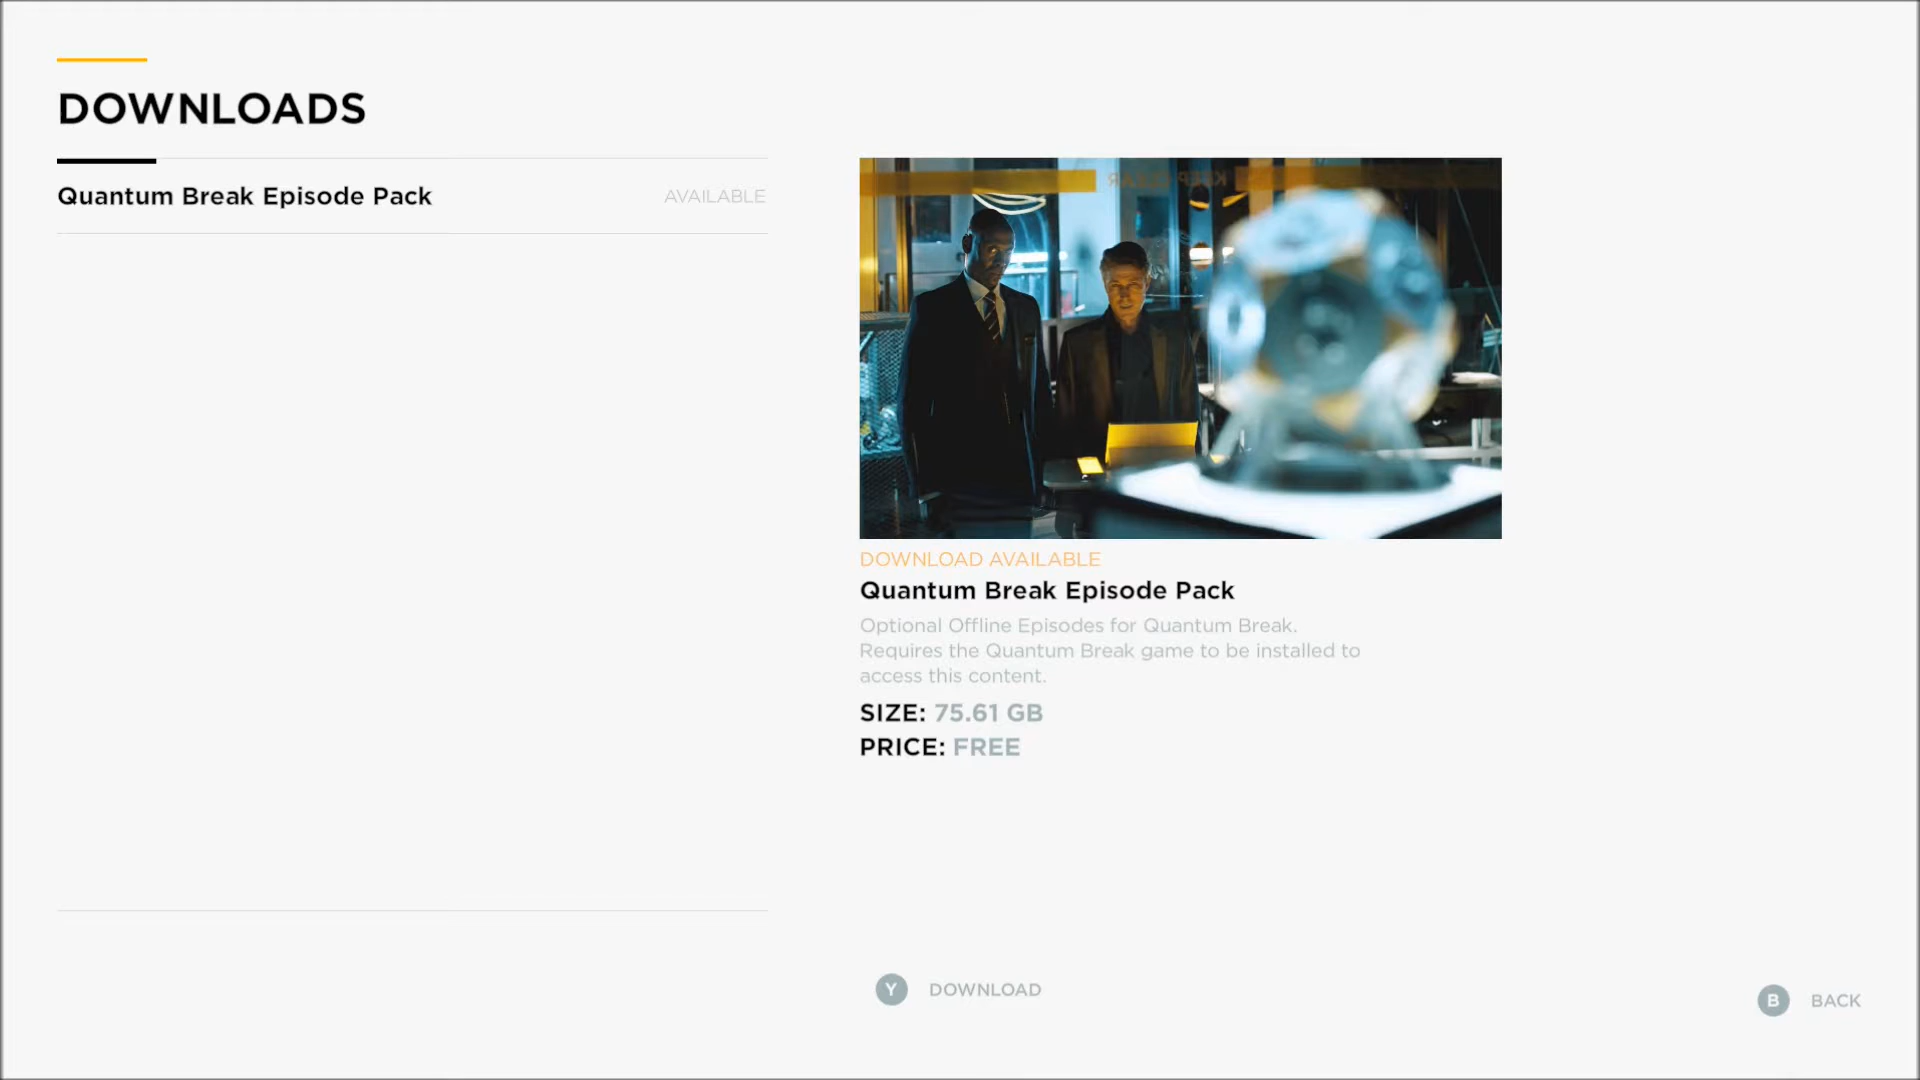 DOWNLOADS
Quantum Break Episode Pack
AVAILABLE
KEEP CLEAR
DOWNLOAD AVAILABLE
Quantum Break Episode Pack
Optional Offline Episodes for Quantum Break.
Requires the Quantum Break game to be installed to
access this content.
SIZE: 75.61 GB
PRICE: FREE
Y DOWNLOAD
B BACK